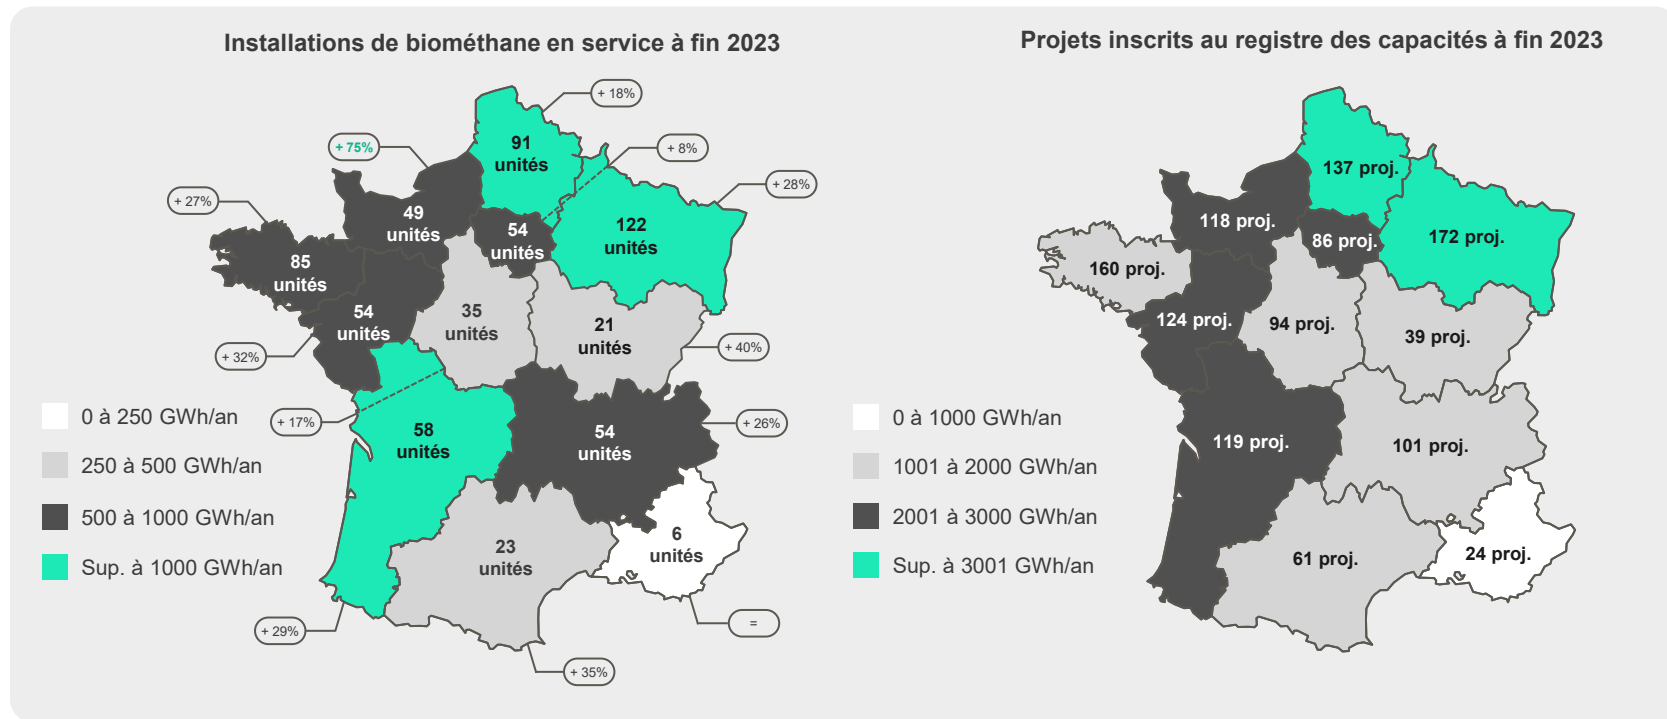 Installations de biométhane en service à fin 2023
+ 18%
91
unités
+ 75%
+ 8%
+ 28%
+ 27%
49
unités
54
unités
122
unités
85
unités
54
unités
35
unités
21
unités
+ 32%
+ 40%
+ 17%
58
unités
54
unités
+ 26%
0 à 250 GWh/an
250 à 500 GWh/an
500 à 1000 GWh/an
Sup. à 1000 GWh/an
23
unités
6
unités
+ 29%
=
+ 35%
Projets inscrits au registre des capacités à fin 2023
137 proj.
118 proj.
86 proj.
172 proj.
160 proj.
124 proj.
94 proj.
39 proj.
119 proj.
101 proj.
61 proj.
24 proj.
0 à 1000 GWh/an
1001 à 2000 GWh/an
2001 à 3000 GWh/an
Sup. à 3001 GWh/an